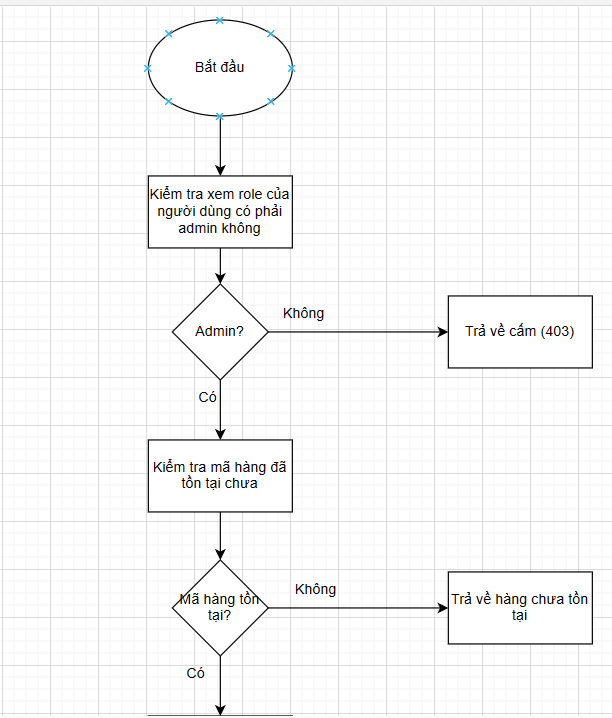 Bắt đầu
Kiểm tra xem role của
người dùng có phải
admin không
Admin?
Không
Trả về cấm (403)
Có
Kiểm tra mã hàng đã
tồn tại chưa
Mã hàng tồn
tại?
Không
Trả về hàng chưa tồn
tại
Có